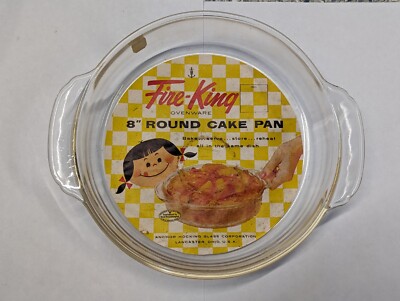 Fire-King
OVENWARE
8" ROUND CAKE PAN
Bake...serve...store...reheat
all in the same dish
ANCHOR HOCKING GLASS CORPORATION
LANCASTER, OHIO, U.S.A.